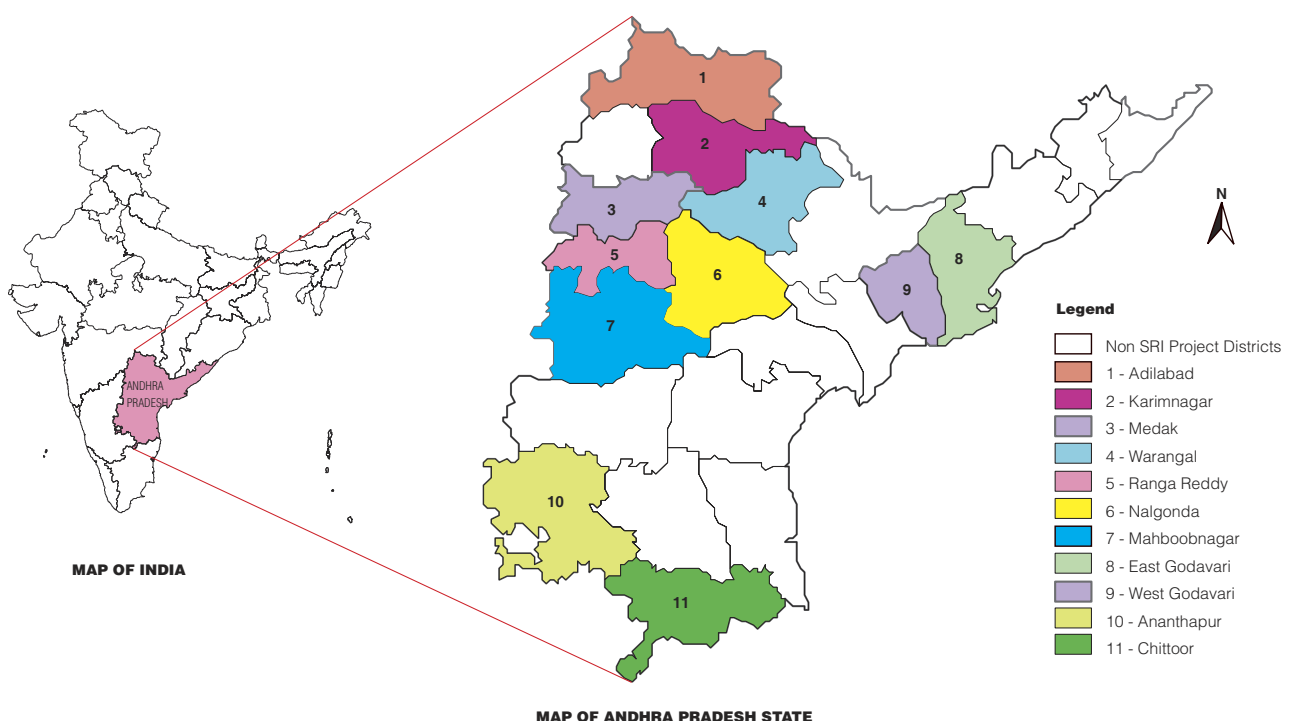 1
2
3
4
5
6
7
8
9
10
11
N
ANDHRA
PRADESH
MAP OF INDIA
MAP OF ANDHRA PRADESH STATE
Legend
Non SRI Project Districts
1 - Adilabad
2 - Karimnagar
3 - Medak
4 - Warangal
5 - Ranga Reddy
6 - Nalgonda
7 - Mahboobnagar
8 - East Godavari
9 - West Godavari
10 - Ananthapur
11 - Chittoor